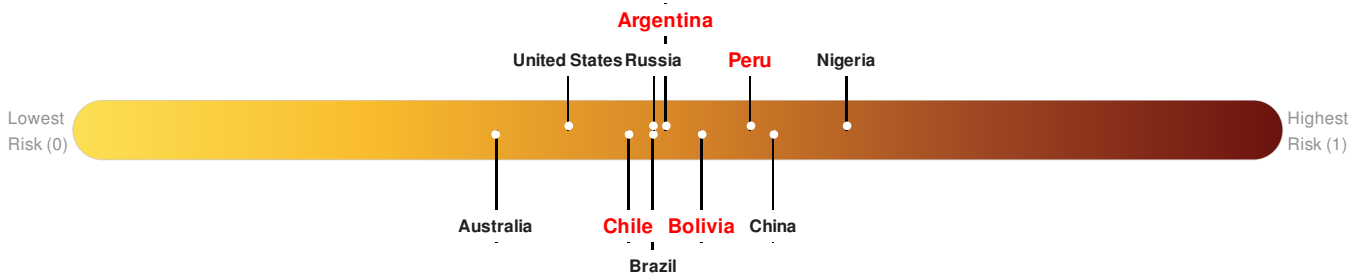 Argentina
United States
Russia
Peru
Nigeria
Lowest
Risk (0)
Highest
Risk (1)
Australia
Chile
Bolivia
China
Brazil